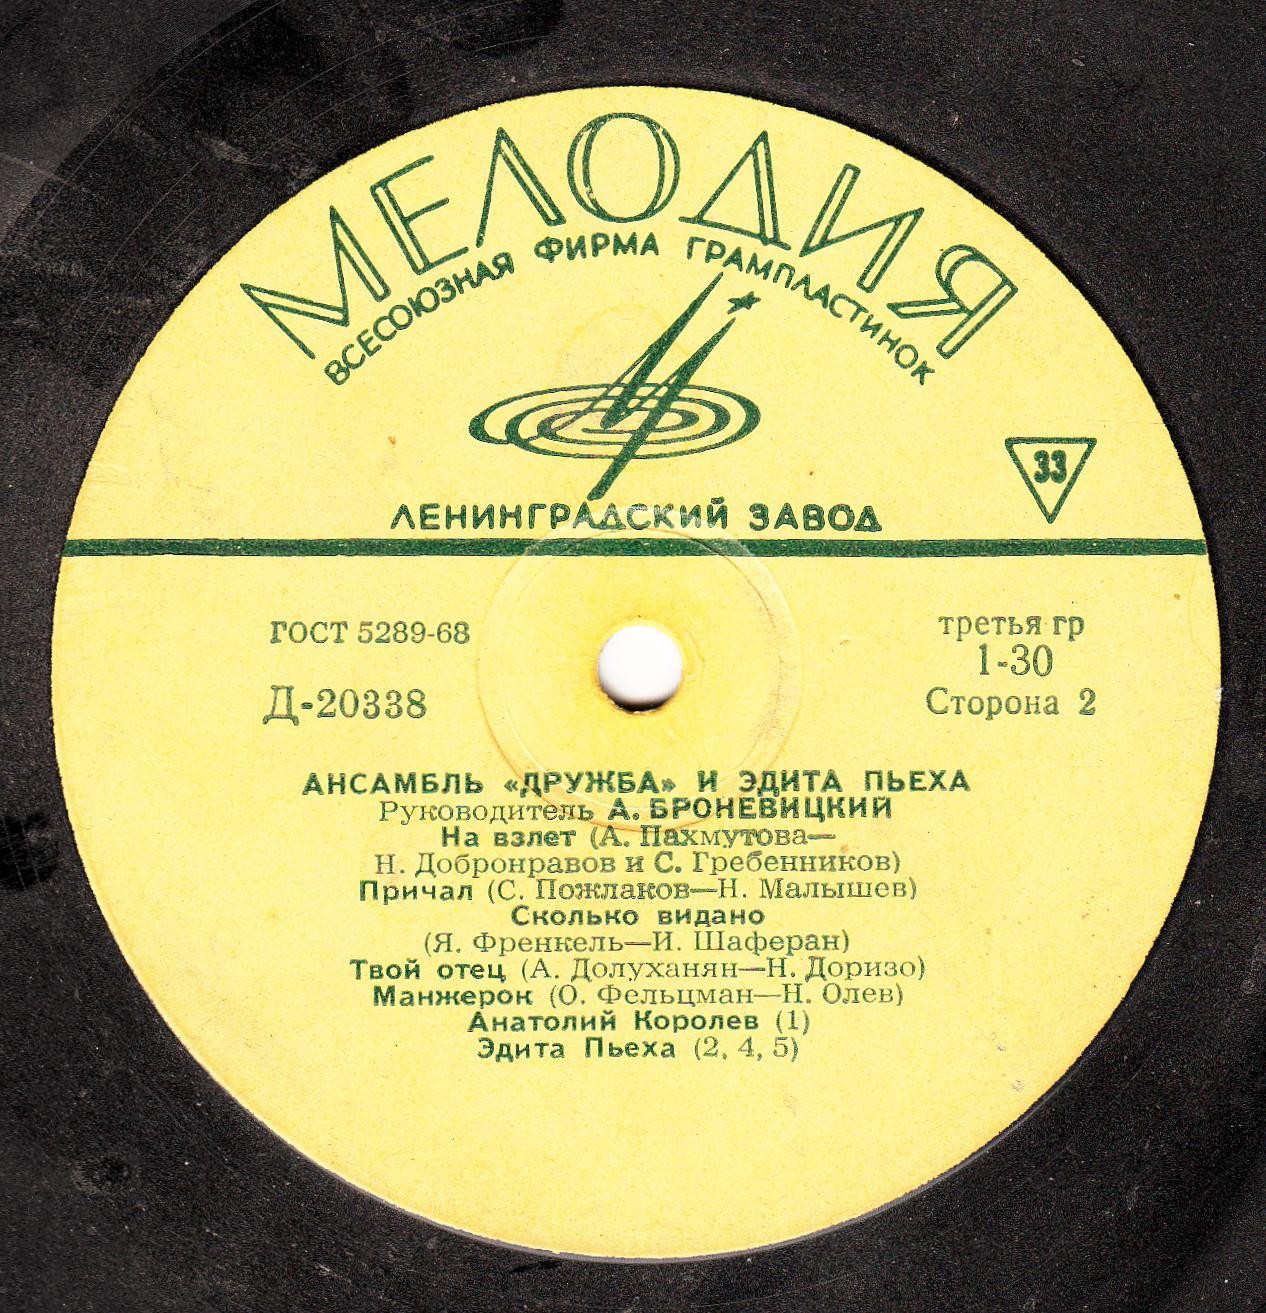 МЕЛОДИЯ
ВСЕСОЮЗНАЯ ФИРМА ГРАМПЛАСТИНОК
33
ЛЕНИНГРАДСКИЙ ЗАВОД
ГОСТ 5289-68
третья гр
1-30
Д-20338
Сторона 2
АНСАМБЛЬ «ДРУЖБА» И ЭДИТА ПЬЕХА
Руководитель А. БРОНЕВИЦКИЙ
На взлет (А. Пахмутова—
Н. Добронравов и С. Гребенников)
Причал (С. Пожлаков—Н. Малышев)
Сколько видано
(Я. Френкель—И. Шаферан)
Твой отец (А. Долуханян—Н. Доризо)
Манжерок (О. Фельцман—Н. Олев)
Анатолий Королев (1)
Эдита Пьеха (2, 4, 5)